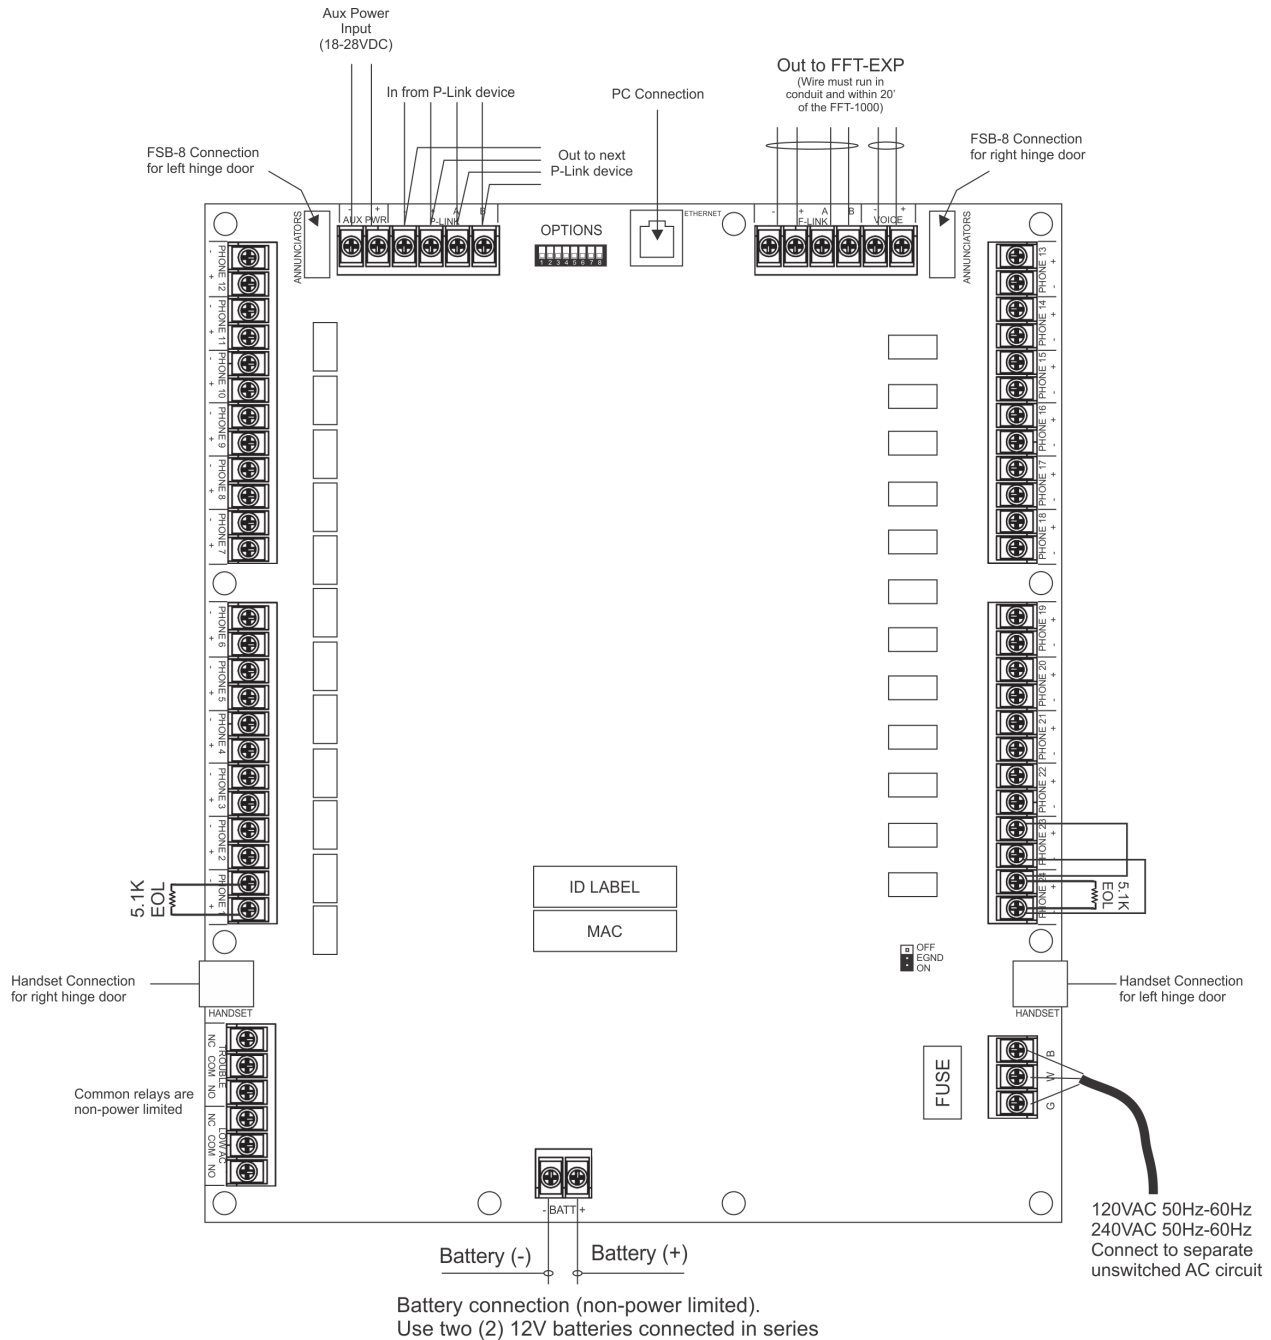 Aux Power
Input
(18-28VDC)
In from P-Link device
PC Connection
Out to FFT-EXP
(Wire must run in
conduit and within 20'
of the FFT-1000)
FSB-8 Connection
for left hinge door
Out to next
P-Link device
FSB-8 Connection
for right hinge door
ANNUNCIATORS
- +
AUX PWR
+ A B
P-LINK
OPTIONS
1 2 3 4 5 6 7 8
ETHERNET
- + A B
F-LINK
- +
VOICE
ANNUNCIATORS
- PHONE 12 +
- PHONE 11 +
- PHONE 10 +
- PHONE 9 +
- PHONE 8 +
- PHONE 7 +
- PHONE 6 +
- PHONE 5 +
- PHONE 4 +
- PHONE 3 +
- PHONE 2 +
- PHONE 1 +
PHONE 13 + -
PHONE 14 + -
PHONE 15 + -
PHONE 16 + -
PHONE 17 + -
PHONE 18 + -
PHONE 19 + -
PHONE 20 + -
PHONE 21 + -
PHONE 22 + -
PHONE 23 + -
PHONE 24 + -
5.1K
EOL
5.1K
EOL
ID LABEL
MAC
OFF
EGND
ON
Handset Connection
for right hinge door
HANDSET
Handset Connection
for left hinge door
HANDSET
NC COM NO
TROUBLE
NC COM NO
LOW AC
Common relays are
non-power limited
FUSE
B
W
G
- BATT +
Battery (-)
Battery (+)
120VAC 50Hz-60Hz
240VAC 50Hz-60Hz
Connect to separate
unswitched AC circuit
Battery connection (non-power limited).
Use two (2) 12V batteries connected in series